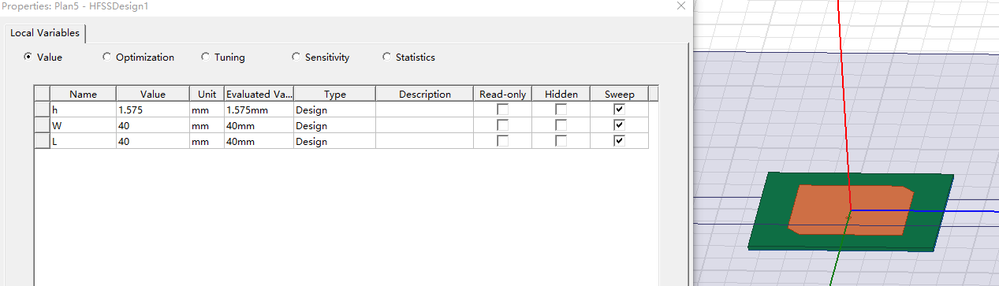 Properties: Plan5 - HFSSDesign1
Local Variables
Value Optimization Tuning Sensitivity Statistics
Name Value Unit Evaluated Va... Type Description Read-only Hidden Sweep
h 1.575 mm 1.575mm Design
W 40 mm 40mm Design
L 40 mm 40mm Design